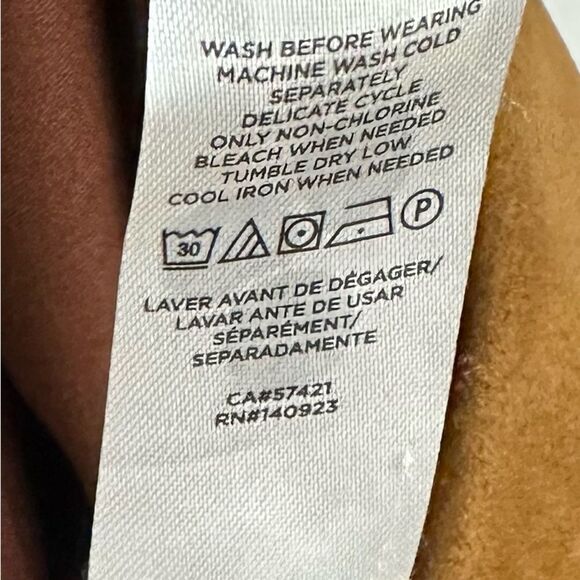 WASH BEFORE WEARING
MACHINE WASH COLD
SEPARATELY
DELICATE CYCLE
ONLY NON-CHLORINE
BLEACH WHEN NEEDED
TUMBLE DRY LOW
COOL IRON WHEN NEEDED
30 P
LAVER AVANT DE DÉGAGER/
LAVAR ANTE DE USAR
SÉPARÉMENT/
SEPARADAMENTE
CA#57421
RN#140923